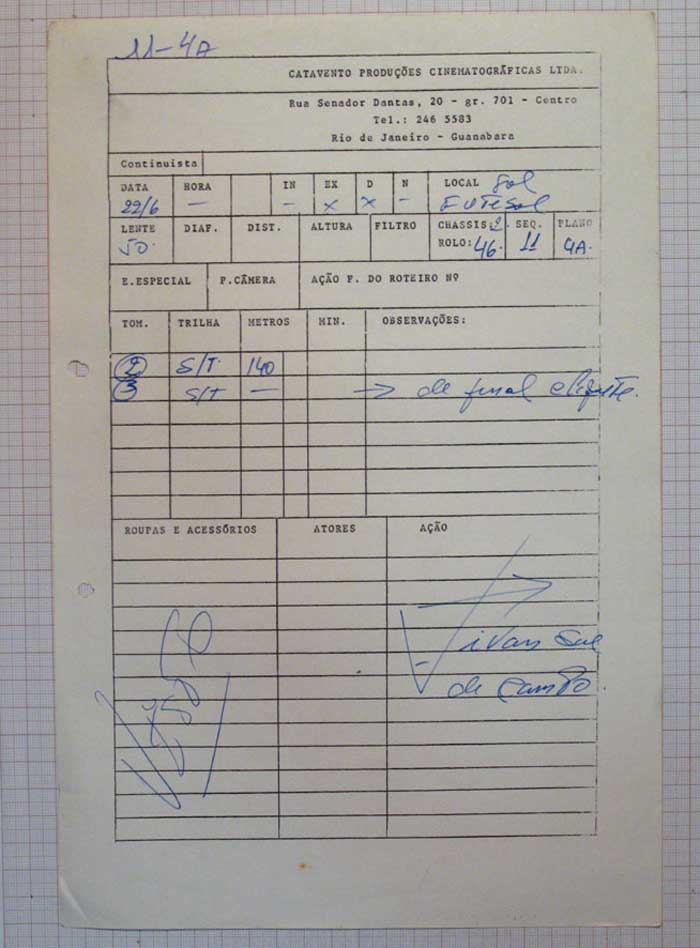 11-4A
CATAVENTO PRODUÇÕES CINEMATOGRÁFICAS LTDA.
Rua Senador Dantas, 20 - gr. 701 - Centro
Tel.: 246 5583
Rio de Janeiro - Guanabara
Continuista
DATA HORA IN EX D N LOCAL
22/6 — - x x -
LENTE DIAF. DIST. ALTURA FILTRO CHASSIS: 2 SEQ. PLANO
50. ROLO: 46. 11 4A.
E.ESPECIAL P.CÂMERA AÇÃO P. DO ROTEIRO Nº
TOM. TRILHA METROS MIN. OBSERVAÇÕES:
2 S/T. 140
3 S/T — → de final
ROUPAS E ACESSÓRIOS ATORES AÇÃO
ivan sae
de campo.